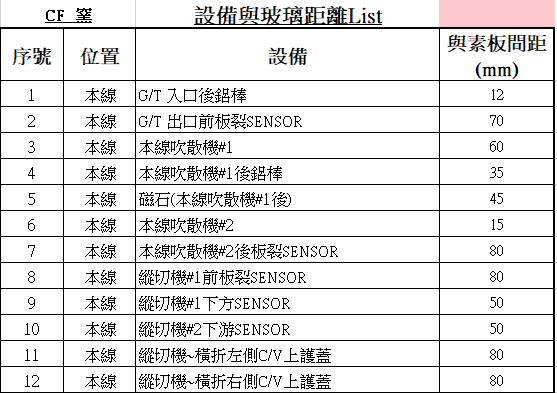 CF 窯 設備與玻璃距離List
序號 位置 設備 與素板間距
(mm)
1 本線 G/T 入口後鋁棒 12
2 本線 G/T 出口前板裂SENSOR 70
3 本線 本線吹散機#1 60
4 本線 本線吹散機#1後鋁棒 35
5 本線 磁石(本線吹散機#1後) 45
6 本線 本線吹散機#2 15
7 本線 本線吹散機#2後板裂SENSOR 80
8 本線 縱切機#1前板裂SENSOR 80
9 本線 縱切機#1下方SENSOR 50
10 本線 縱切機#2下游SENSOR 50
11 本線 縱切機~橫折左側C/V上護蓋 80
12 本線 縱切機~橫折右側C/V上護蓋 80